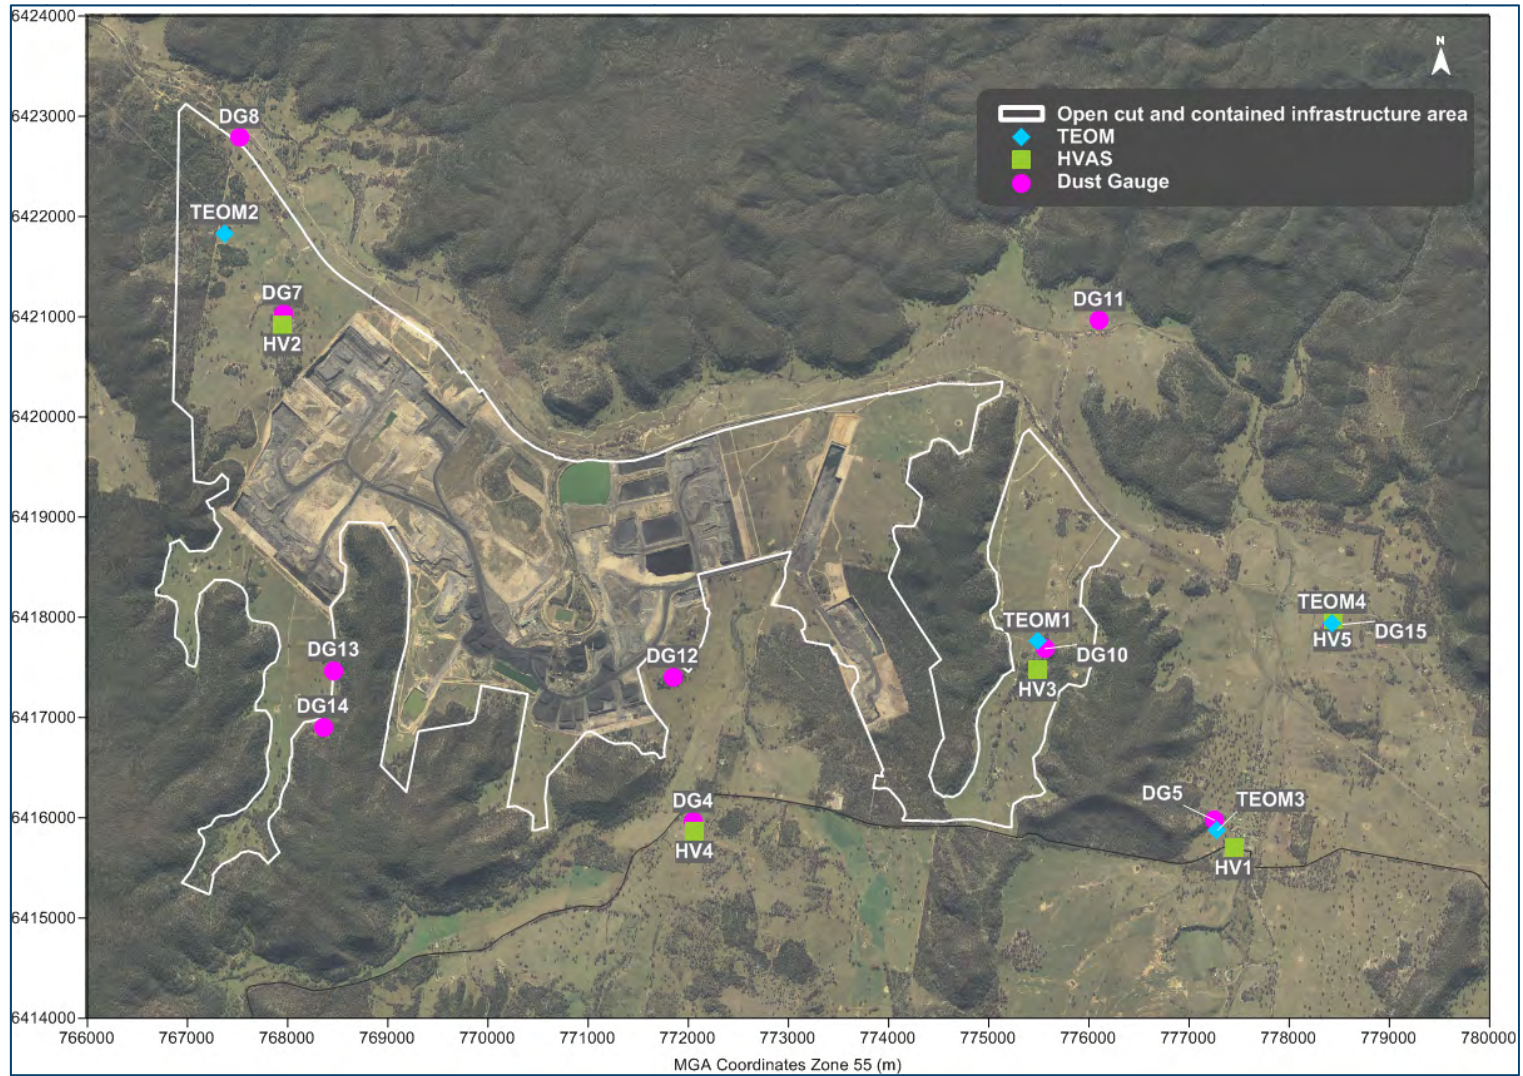 6424000
N
Open cut and contained infrastructure area
TEOM
HVAS
Dust Gauge
6423000
DG8
6422000
TEOM2
DG7
DG11
6421000
HV2
6420000
6419000
TEOM4
6418000
TEOM1
HV5
DG15
DG13
DG12
DG10
HV3
DG14
6417000
DG4
DG5
TEOM3
6416000
HV4
HV1
6415000
6414000
766000 767000 768000 769000 770000 771000 772000 773000 774000 775000 776000 777000 778000 779000 780000
MGA Coordinates Zone 55 (m)